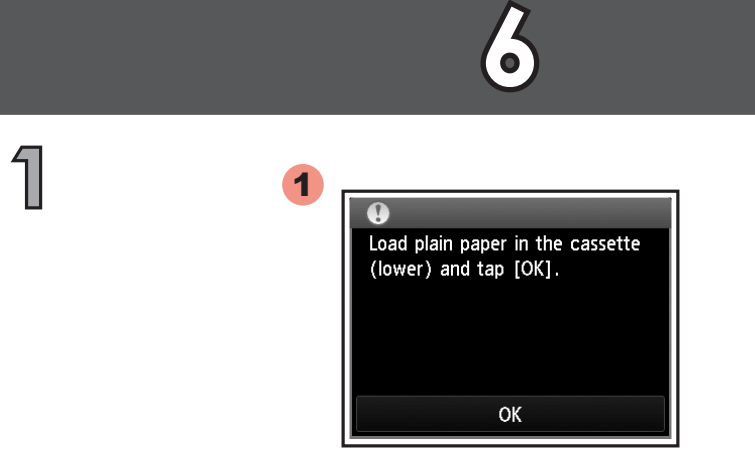 6
1
1
Load plain paper in the cassette
(lower) and tap [OK].
OK